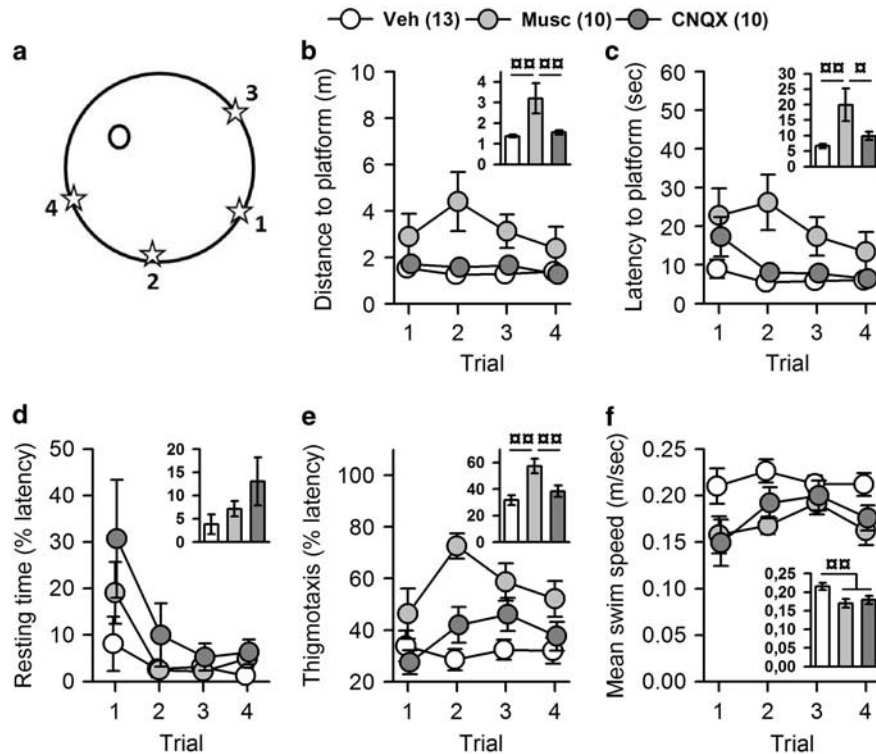 Veh (13) Musc (10) CNQX (10)
a
3
4
1
2
b
Distance to platform (m)
10
8
6
4
2
0
4
3
2
1
0
¤¤ ¤¤
1 2 3 4
Trial
c
Latency to platform (sec)
60
50
40
30
20
10
0
30
25
20
15
10
5
0
¤¤ ¤
1 2 3 4
Trial
d
Resting time (% latency)
50
40
30
20
10
0
20
15
10
5
0
1 2 3 4
Trial
e
Thigmotaxis (% latency)
100
80
60
40
20
60
40
20
0
¤¤ ¤¤
1 2 3 4
Trial
f
Mean swim speed (m/sec)
0.25
0.20
0.15
0.10
0.05
0.00
¤¤
0,25
0,20
0,15
0,10
0,05
0,00
1 2 3 4
Trial